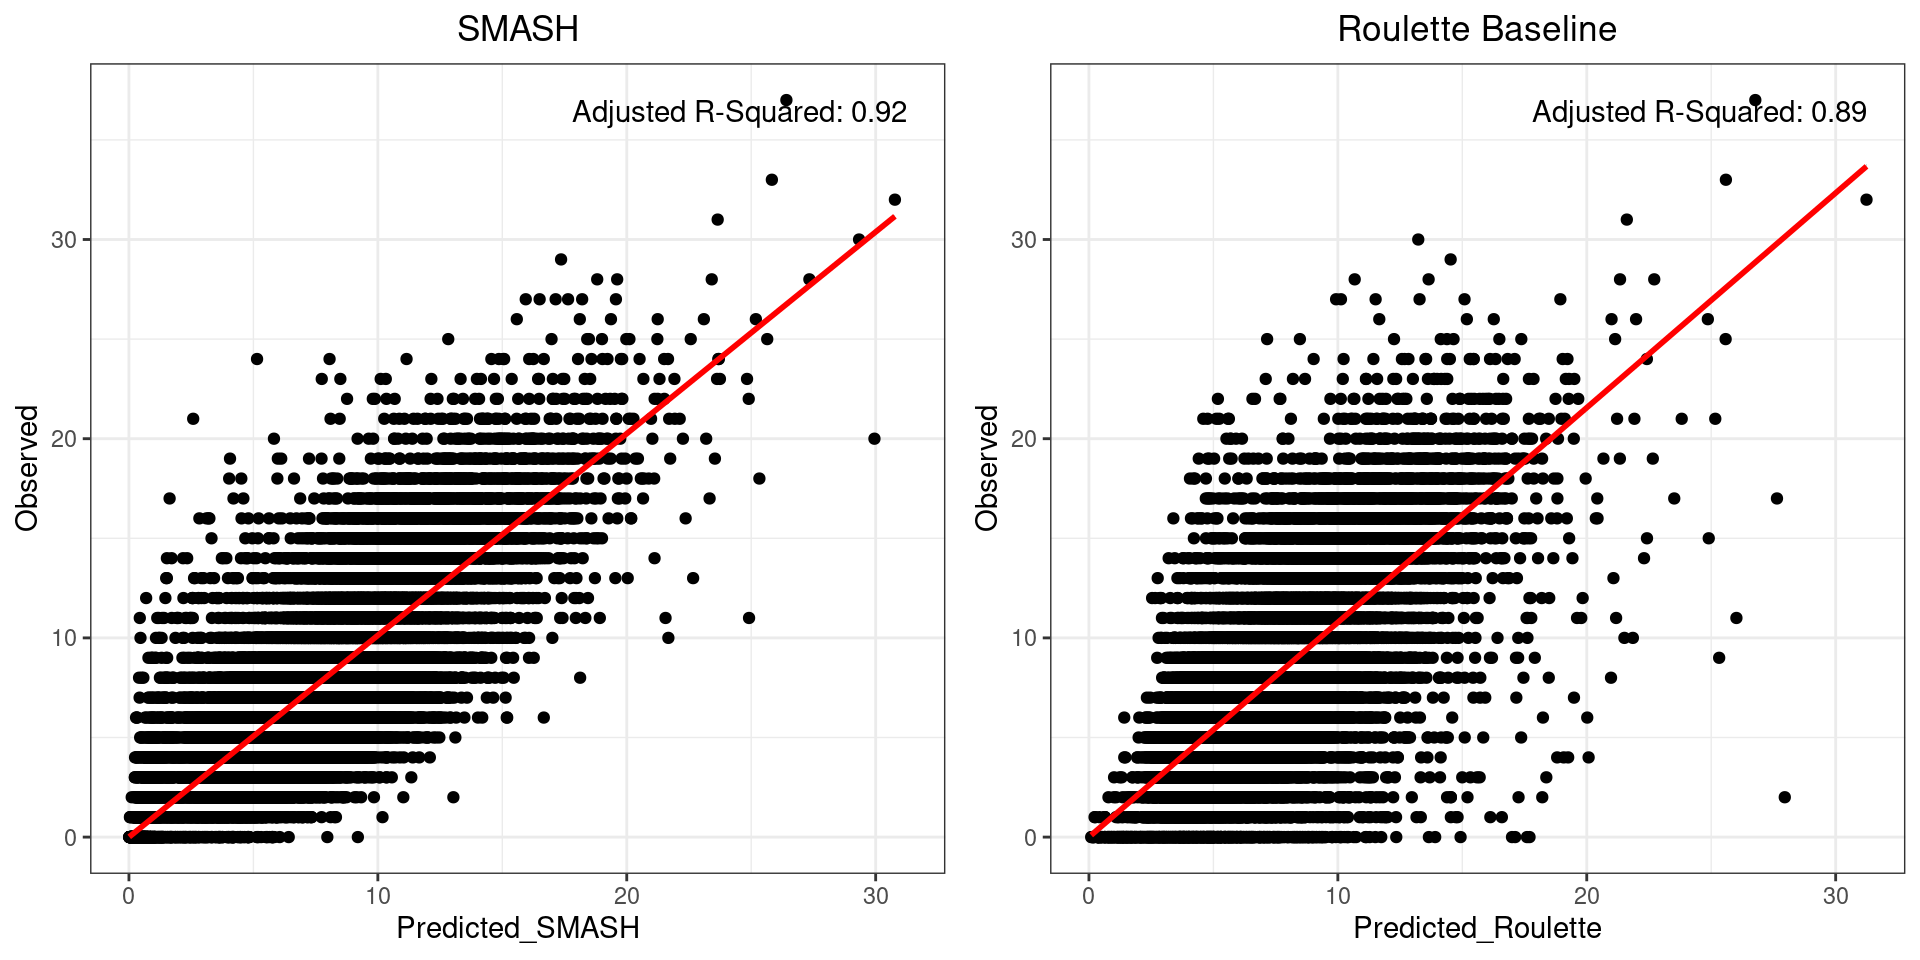 SMASH
Adjusted R-Squared: 0.92
30
20
10
0
Observed
0 10 20 30
Predicted_SMASH
Roulette Baseline
Adjusted R-Squared: 0.89
30
20
10
0
Observed
0 10 20 30
Predicted_Roulette